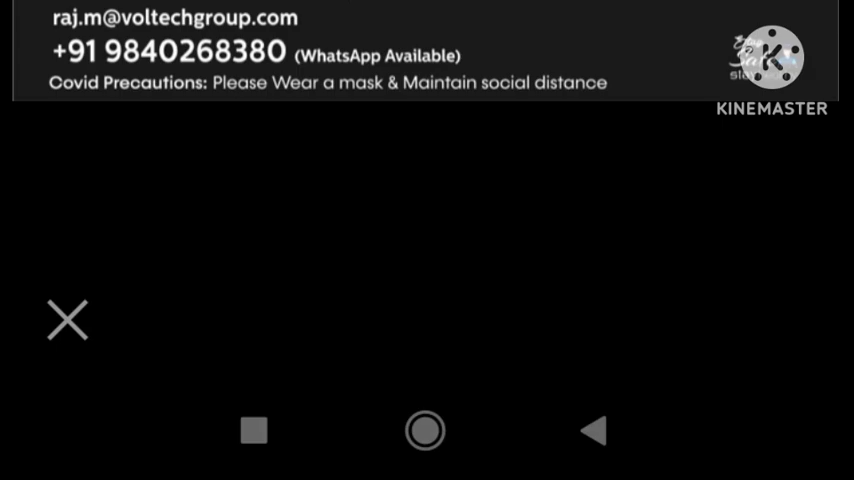 raj.m@voltechgroup.com
+91 9840268380 (WhatsApp Available)
Covid Precautions: Please Wear a mask & Maintain social distance
KINEMASTER